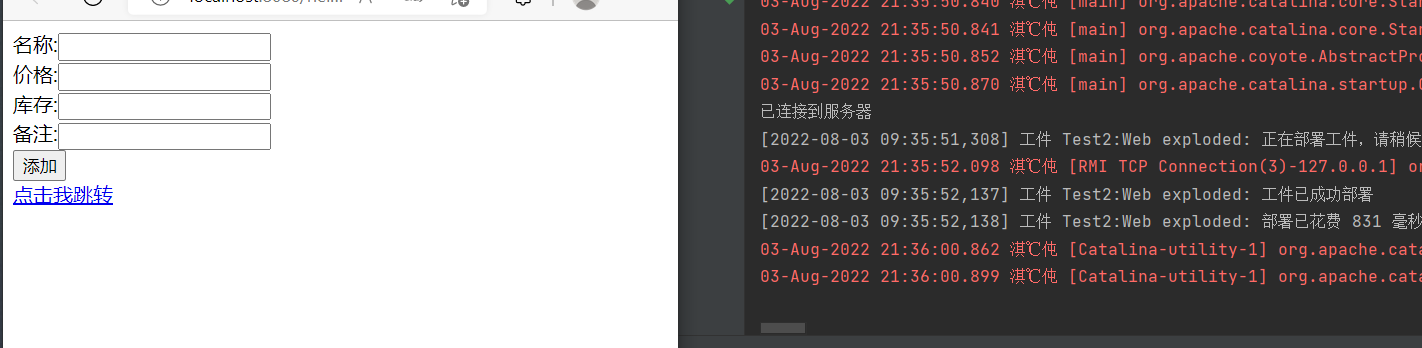 名称:
价格:
库存:
备注:
添加
点击我跳转
03-Aug-2022 21:35:50.840 淇℃伅 [main] org.apache.catalina.core.Star
03-Aug-2022 21:35:50.841 淇℃伅 [main] org.apache.catalina.core.Star
03-Aug-2022 21:35:50.852 淇℃伅 [main] org.apache.coyote.AbstractPro
03-Aug-2022 21:35:50.870 淇℃伅 [main] org.apache.catalina.startup.
已连接到服务器
[2022-08-03 09:35:51,308] 工件 Test2:Web exploded: 正在部署工件，请稍候
03-Aug-2022 21:35:52.098 淇℃伅 [RMI TCP Connection(3)-127.0.0.1] or
[2022-08-03 09:35:52,137] 工件 Test2:Web exploded: 工件已成功部署
[2022-08-03 09:35:52,138] 工件 Test2:Web exploded: 部署已花费 831 毫秒
03-Aug-2022 21:36:00.862 淇℃伅 [Catalina-utility-1] org.apache.cata
03-Aug-2022 21:36:00.899 淇℃伅 [Catalina-utility-1] org.apache.cata